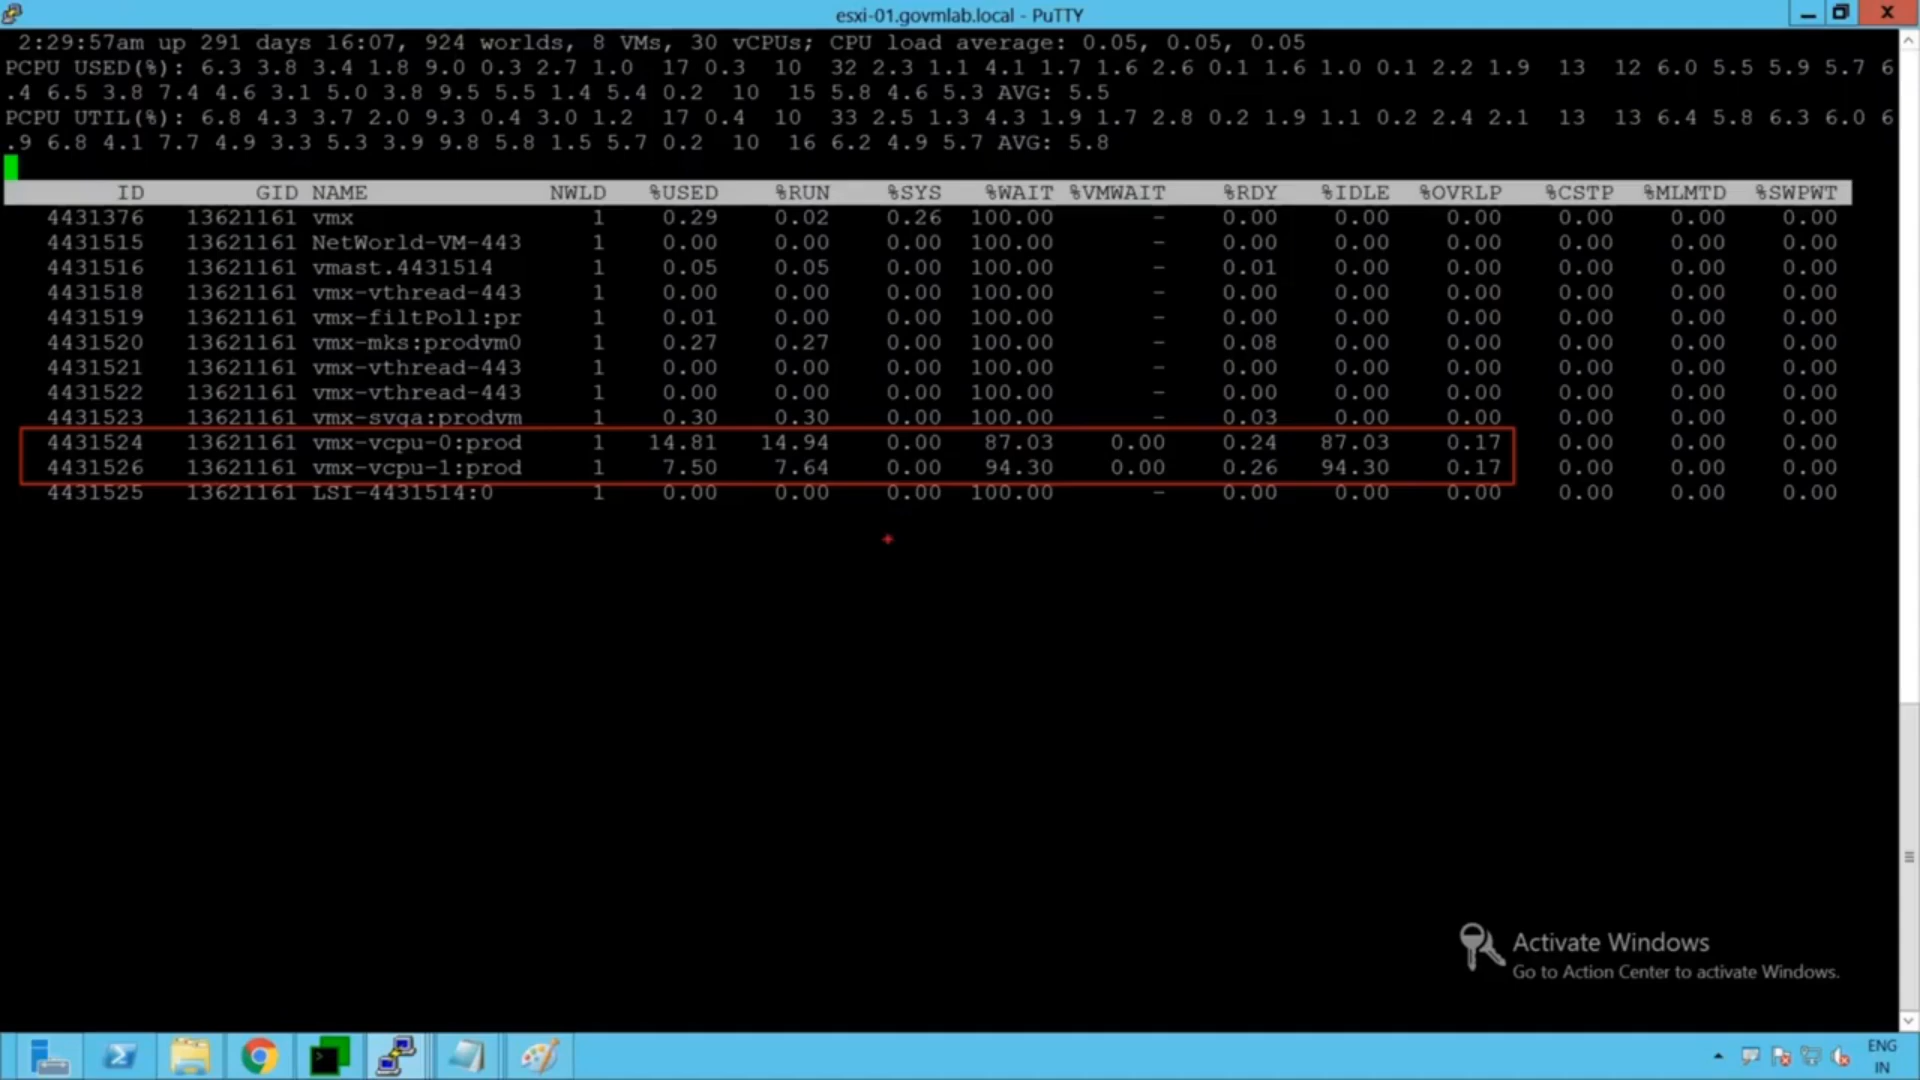 esxi-01.govmlab.local - PuTTY
2:29:57am up 291 days 16:07, 924 worlds, 8 VMs, 30 vCPUs; CPU load average: 0.05, 0.05, 0.05
PCPU USED(%): 6.3 3.8 3.4 1.8 9.0 0.3 2.7 1.0 17 0.3 10 32 2.3 1.1 4.1 1.7 1.6 2.6 0.1 1.6 1.0 0.1 2.2 1.9 13 12 6.0 5.5 5.9 5.7 6
.4 6.5 3.8 7.4 4.6 3.1 5.0 3.8 9.5 5.5 1.4 5.4 0.2 10 15 5.8 4.6 5.3 AVG: 5.5
PCPU UTIL(%): 6.8 4.3 3.7 2.0 9.3 0.4 3.0 1.2 17 0.4 10 33 2.5 1.3 4.3 1.9 1.7 2.8 0.2 1.9 1.1 0.2 2.4 2.1 13 13 6.4 5.8 6.3 6.0 6
.9 6.8 4.1 7.7 4.9 3.3 5.3 3.9 9.8 5.8 1.5 5.7 0.2 10 16 6.2 4.9 5.7 AVG: 5.8
ID GID NAME NWLD %USED %RUN %SYS %WAIT %VMWAIT %RDY %IDLE %OVRLP %CSTP %MLMTD %SWPWT
4431376 13621161 vmx 1 0.29 0.02 0.26 100.00 - 0.00 0.00 0.00 0.00 0.00 0.00
4431515 13621161 NetWorld-VM-443 1 0.00 0.00 0.00 100.00 - 0.00 0.00 0.00 0.00 0.00 0.00
4431516 13621161 vmast.4431514 1 0.05 0.05 0.00 100.00 - 0.01 0.00 0.00 0.00 0.00 0.00
4431518 13621161 vmx-vthread-443 1 0.00 0.00 0.00 100.00 - 0.00 0.00 0.00 0.00 0.00 0.00
4431519 13621161 vmx-filtPoll:pr 1 0.01 0.00 0.00 100.00 - 0.00 0.00 0.00 0.00 0.00 0.00
4431520 13621161 vmx-mks:prodvm0 1 0.27 0.27 0.00 100.00 - 0.08 0.00 0.00 0.00 0.00 0.00
4431521 13621161 vmx-vthread-443 1 0.00 0.00 0.00 100.00 - 0.00 0.00 0.00 0.00 0.00 0.00
4431522 13621161 vmx-vthread-443 1 0.00 0.00 0.00 100.00 - 0.00 0.00 0.00 0.00 0.00 0.00
4431523 13621161 vmx-svga:prodvm 1 0.30 0.30 0.00 100.00 - 0.03 0.00 0.00 0.00 0.00 0.00
4431524 13621161 vmx-vcpu-0:prod 1 14.81 14.94 0.00 87.03 0.00 0.24 87.03 0.17 0.00 0.00 0.00
4431526 13621161 vmx-vcpu-1:prod 1 7.50 7.64 0.00 94.30 0.00 0.26 94.30 0.17 0.00 0.00 0.00
4431525 13621161 LSI-4431514:0 1 0.00 0.00 0.00 100.00 - 0.00 0.00 0.00 0.00 0.00 0.00
Activate Windows
Go to Action Center to activate Windows.
ENG
IN